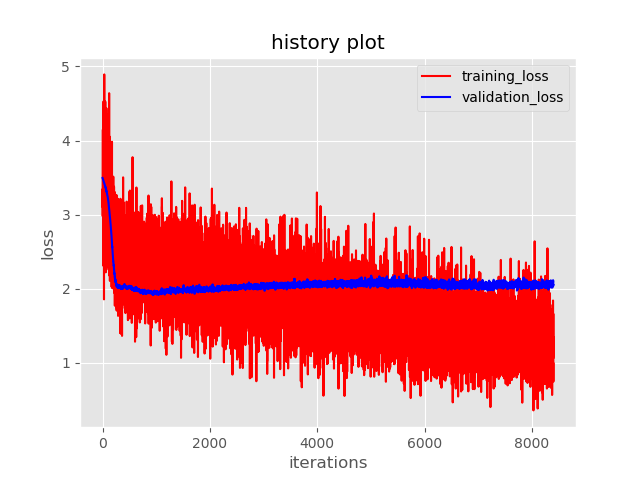 history plot
training_loss
validation_loss
5
4
3
2
1
loss
0 2000 4000 6000 8000
iterations